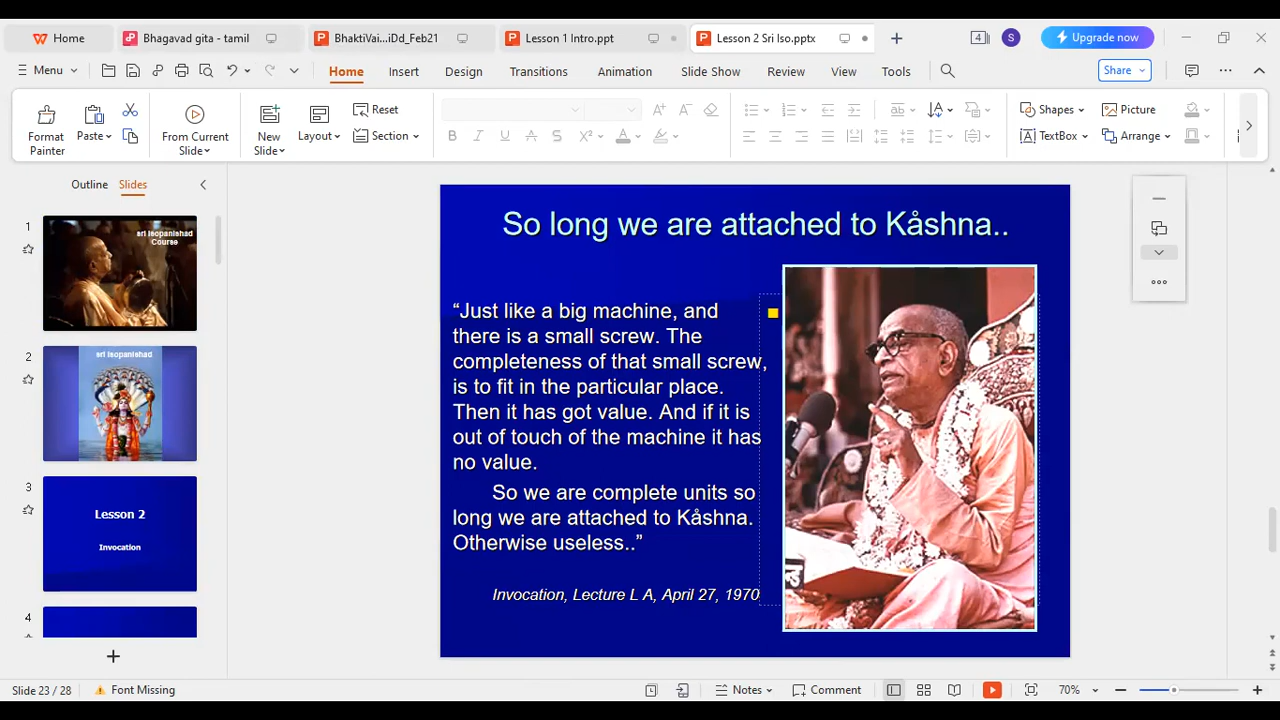 Home
Bhagavad gita - tamil
BhaktiVai...iDd_Feb21
Lesson 1 Intro.ppt
Lesson 2 Sri Iso.pptx
S
Upgrade now
Menu
Home
Insert
Design
Transitions
Animation
Slide Show
Review
View
Tools
Share
Format Painter
Paste
From Current Slide
New Slide
Layout
Reset
Section
Shapes
Picture
TextBox
Arrange
Outline
Slides
1
sri isopanishad
Course
2
sri isopanishad
3
Lesson 2
Invocation
4
So long we are attached to Kåshna..
“Just like a big machine, and
there is a small screw. The
completeness of that small screw,
is to fit in the particular place.
Then it has got value. And if it is
out of touch of the machine it has
no value.
So we are complete units so
long we are attached to Kåshna.
Otherwise useless..”
Invocation, Lecture L A, April 27, 1970
Slide 23 / 28
Font Missing
Notes
Comment
70%